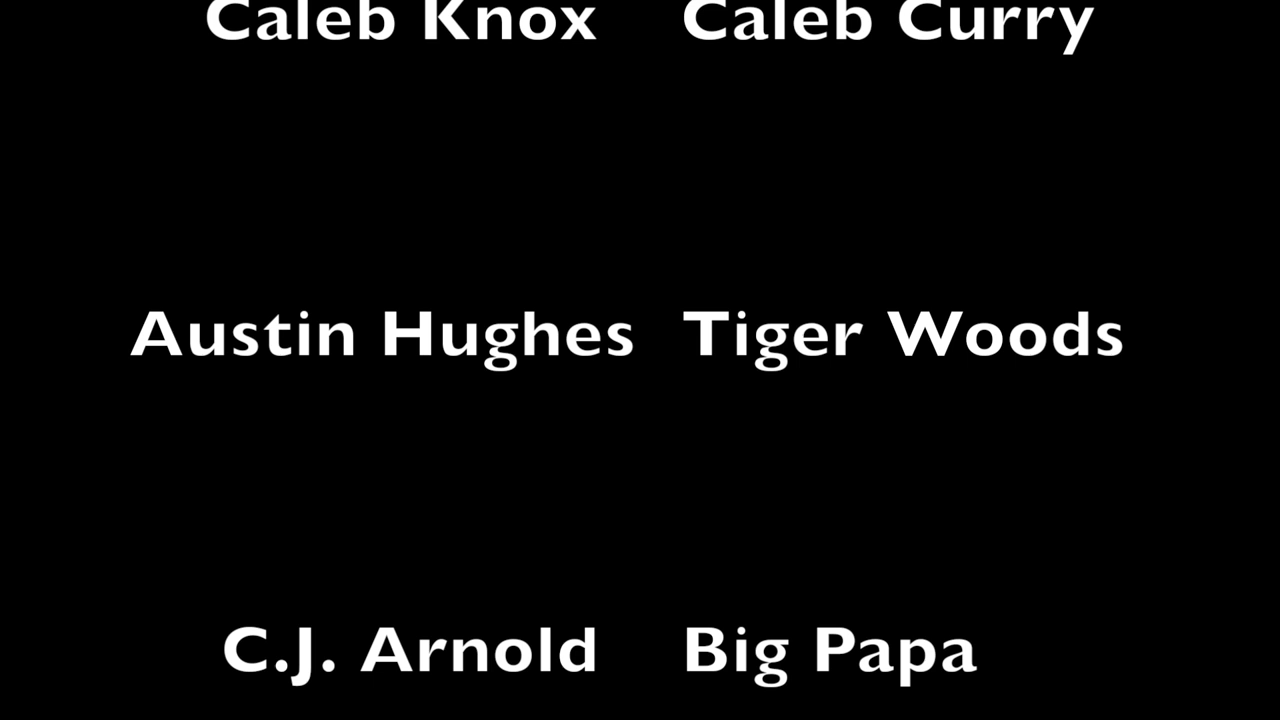 Caleb Knox Caleb Curry
Austin Hughes Tiger Woods
C.J. Arnold Big Papa